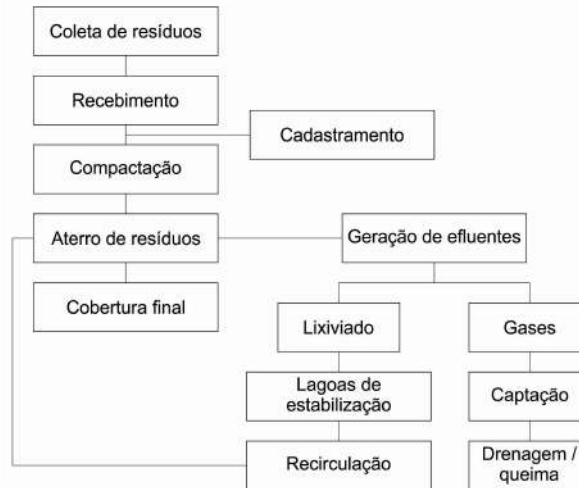 Coleta de resíduos
Recebimento
Cadastramento
Compactação
Aterro de resíduos
Geração de efluentes
Cobertura final
Lixiviado
Gases
Lagoas de
estabilização
Captação
Recirculação
Drenagem /
queima